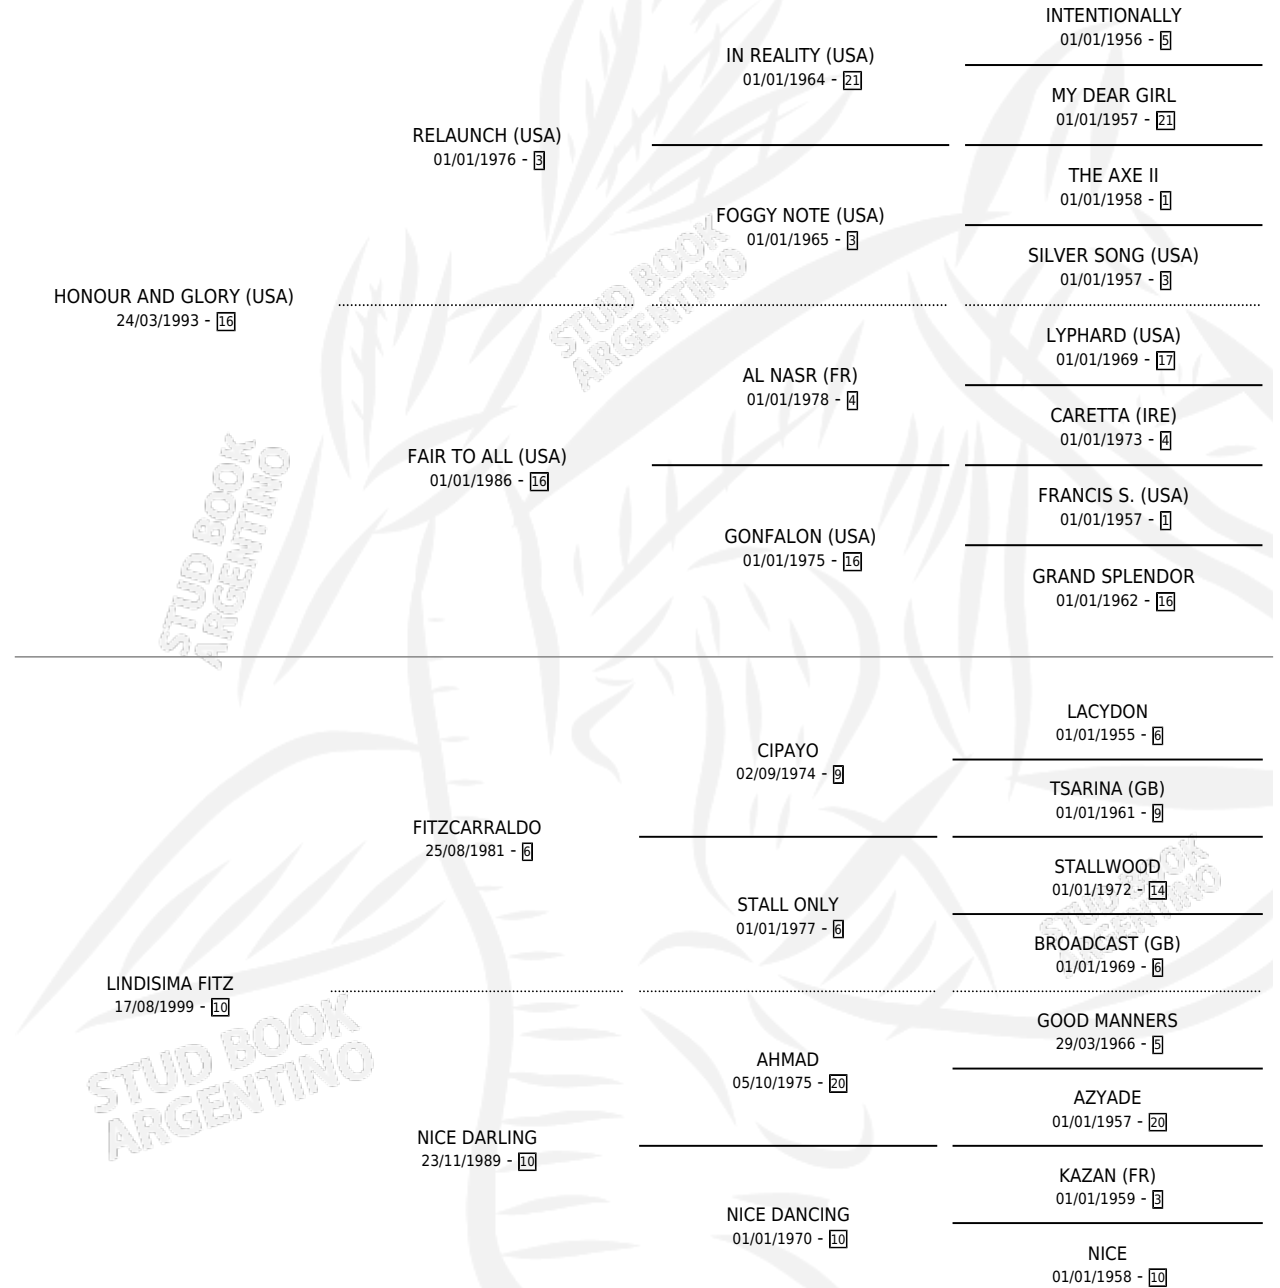 INTENTIONALLY
01/01/1956 - 5
IN REALITY (USA)
01/01/1964 - 21
MY DEAR GIRL
01/01/1957 - 21
RELAUNCH (USA)
01/01/1976 - 3
THE AXE II
01/01/1958 - 1
FOGGY NOTE (USA)
01/01/1965 - 3
SILVER SONG (USA)
01/01/1957 - 3
HONOUR AND GLORY (USA)
24/03/1993 - 16
LYPHARD (USA)
01/01/1969 - 17
AL NASR (FR)
01/01/1978 - 4
CARETTA (IRE)
01/01/1973 - 4
FAIR TO ALL (USA)
01/01/1986 - 16
FRANCIS S. (USA)
01/01/1957 - 1
GONFALON (USA)
01/01/1975 - 16
GRAND SPLENDOR
01/01/1962 - 16
LACYDON
01/01/1955 - 6
CIPAYO
02/09/1974 - 9
TSARINA (GB)
01/01/1961 - 9
FITZCARRALDO
25/08/1981 - 6
STALLWOOD
01/01/1972 - 14
STALL ONLY
01/01/1977 - 6
BROADCAST (GB)
01/01/1969 - 6
LINDISIMA FITZ
17/08/1999 - 10
GOOD MANNERS
29/03/1966 - 5
AHMAD
05/10/1975 - 20
AZYADE
01/01/1957 - 20
NICE DARLING
23/11/1989 - 10
KAZAN (FR)
01/01/1959 - 3
NICE DANCING
01/01/1970 - 10
NICE
01/01/1958 - 10
STUD BOOK
ARGENTINO
STUD BOOK
ARGENTINO
STUD BOOK
ARGENTINO
STUD BOOK
ARGENTINO